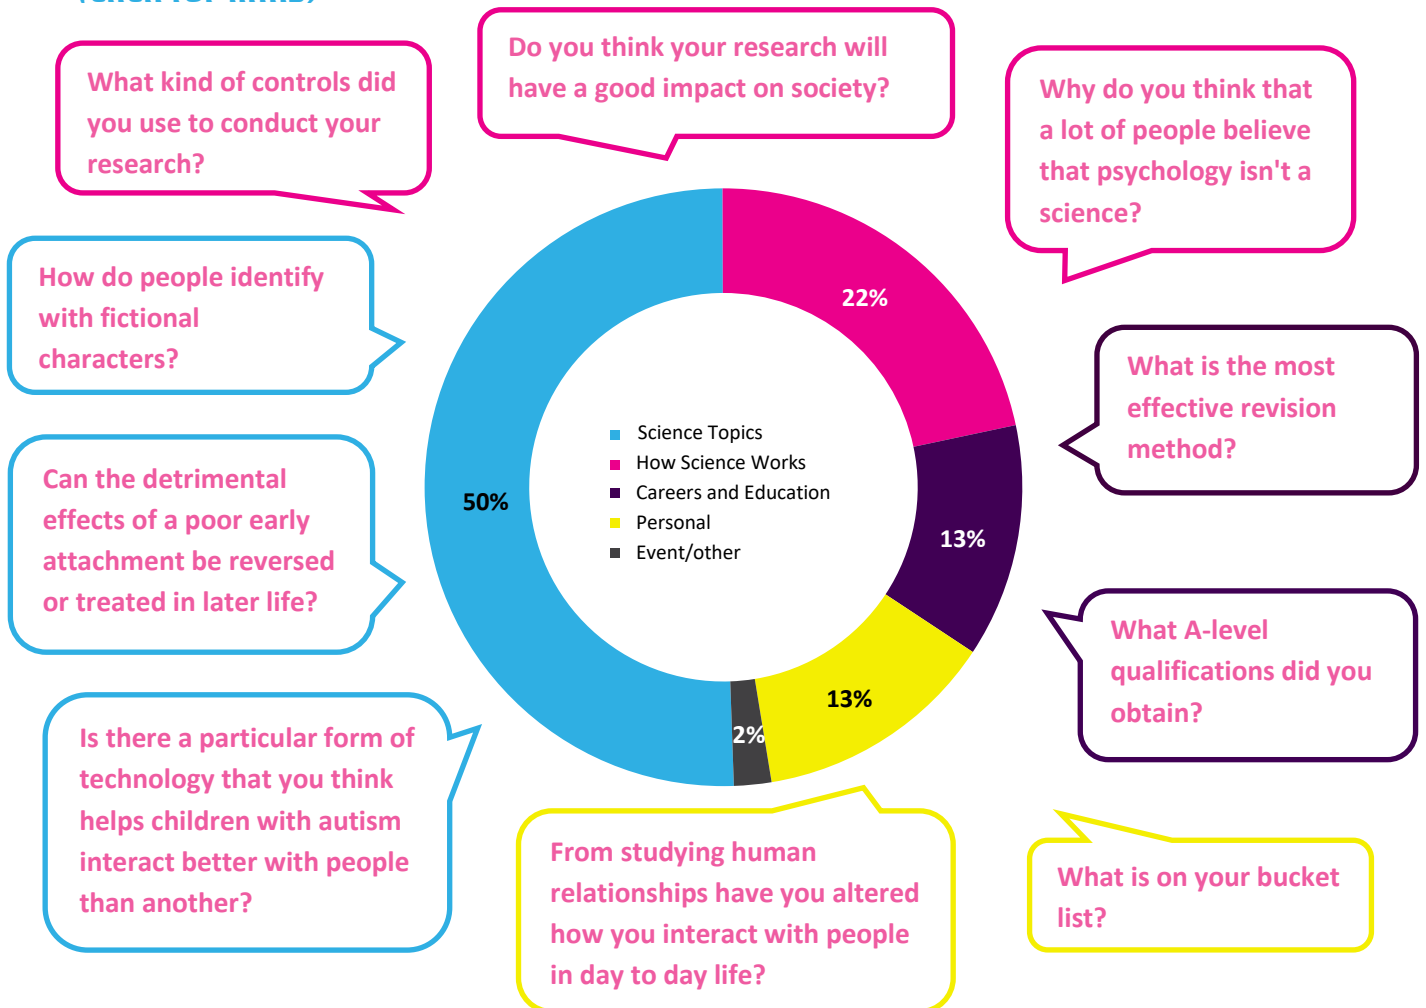 (click for links)
Do you think your research will
have a good impact on society?
What kind of controls did
you use to conduct your
research?
Why do you think that
a lot of people believe
that psychology isn't a
science?
How do people identify
with fictional
characters?
22%
What is the most
effective revision
method?
Science Topics
How Science Works
Careers and Education
Personal
Event/other
50%
13%
13%
2%
Can the detrimental
effects of a poor early
attachment be reversed
or treated in later life?
What A-level
qualifications did you
obtain?
Is there a particular form of
technology that you think
helps children with autism
interact better with people
than another?
From studying human
relationships have you altered
how you interact with people
in day to day life?
What is on your bucket
list?